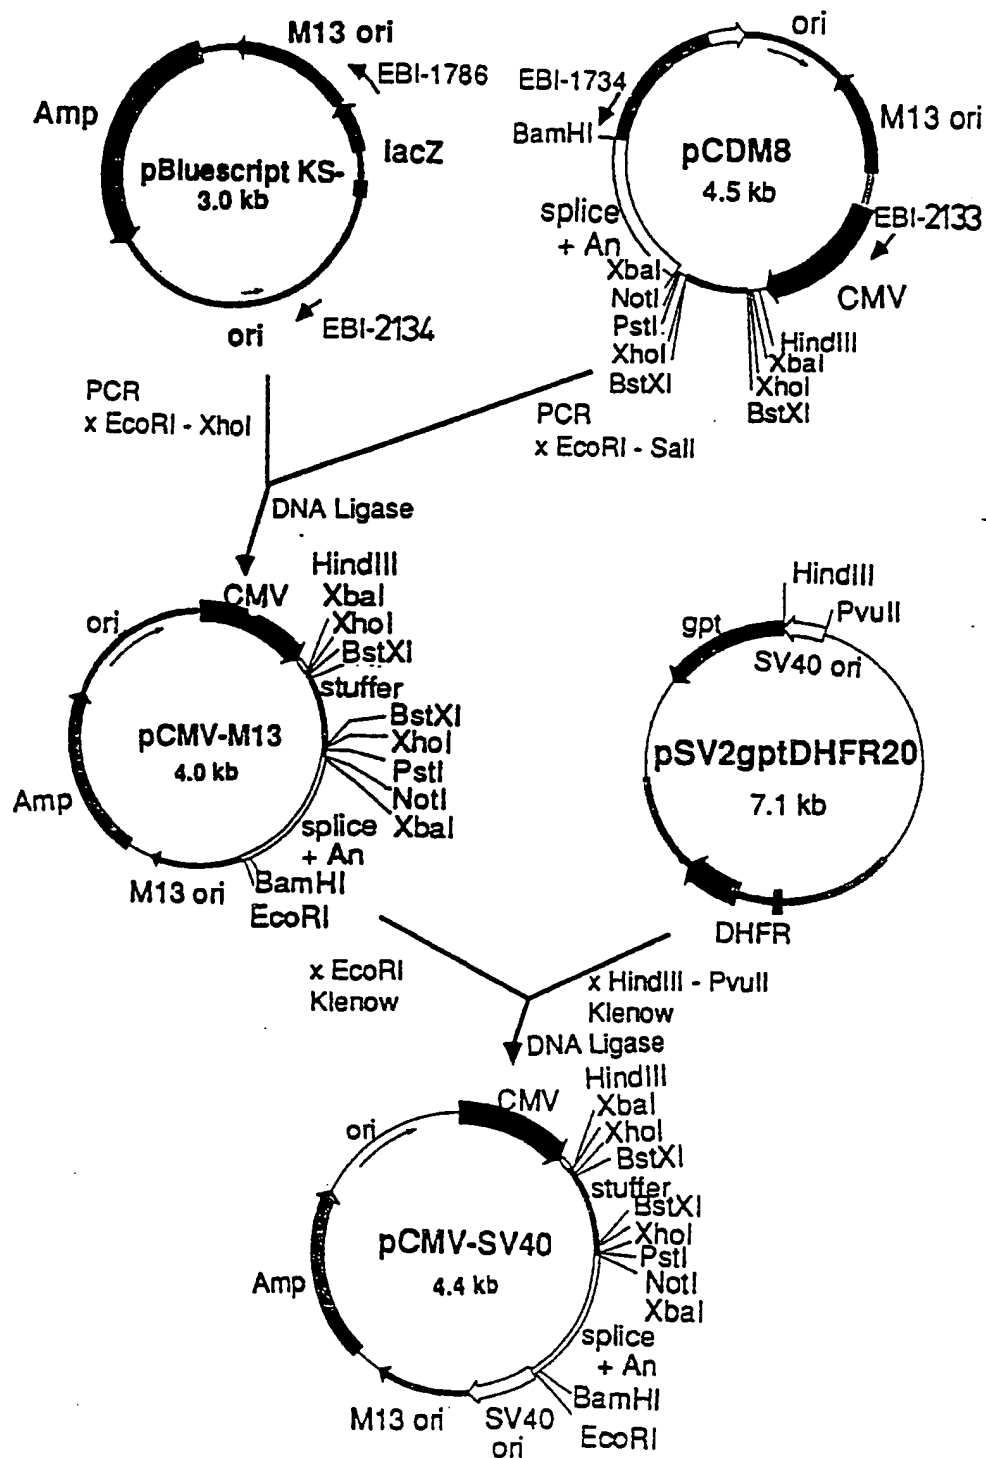 M13 ori
EBI-1786
Amp
lacZ
pBluescript KS-
3.0 kb
ori
EBI-2134
ori
EBI-1734
BamHI
M13 ori
pCDM8
4.5 kb
splice
+ An
EBI-2133
XbaI
NotI
PstI
XhoI
BstXI
CMV
HindIII
XbaI
XhoI
BstXI
PCR
x EcoRI - XhoI
PCR
x EcoRI - SalI
DNA Ligase
CMV
HindIII
XbaI
XhoI
BstXI
stuffer
ori
pCMV-M13
4.0 kb
BstXI
XhoI
PstI
NotI
XbaI
Amp
splice
+ An
M13 ori
BamHI
EcoRI
HindIII
PvuII
gpt
SV40 ori
pSV2gptDHFR20
7.1 kb
DHFR
x EcoRI
Klenow
x HindIII - PvuII
Klenow
DNA Ligase
CMV
HindIII
XbaI
XhoI
BstXI
stuffer
ori
BstXI
XhoI
PstI
NotI
XbaI
pCMV-SV40
4.4 kb
Amp
splice
+ An
BamHI
EcoRI
M13 ori
SV40
ori